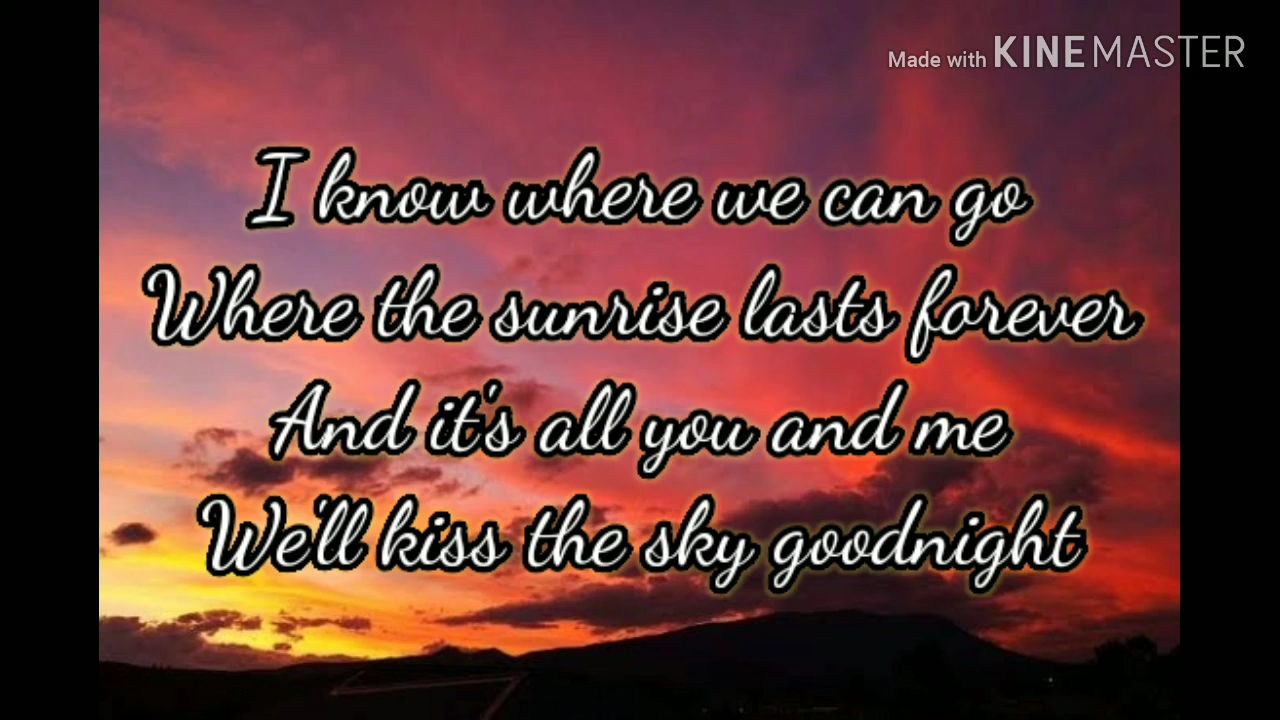 Made with KINEMASTER
I know where we can go
Where the sunrise lasts forever
And it's all you and me
We'll kiss the sky goodnight